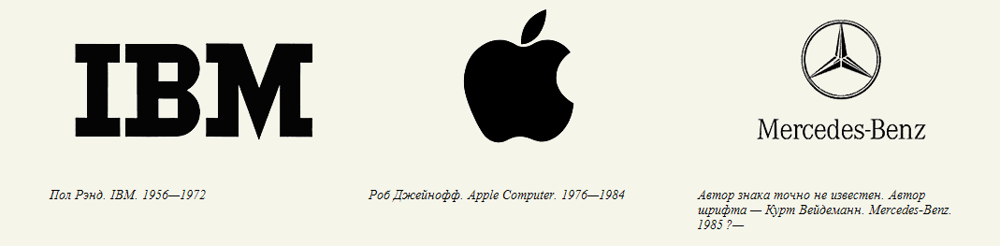 IBM
Mercedes-Benz
Пол Рэнд. IBM. 1956—1972
Роб Джейнофф. Apple Computer. 1976—1984
Автор знака точно не известен. Автор
шрифта — Курт Вейдеманн. Mercedes-Benz.
1985 ?—